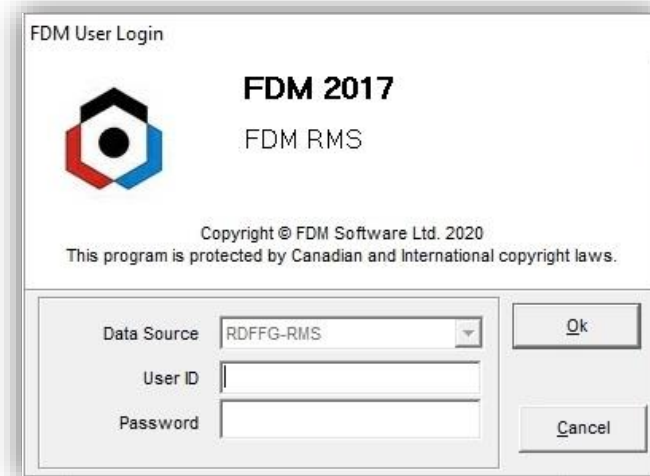 FDM User Login
FDM 2017
FDM RMS
Copyright © FDM Software Ltd. 2020
This program is protected by Canadian and International copyright laws.
Data Source
RDFFG-RMS
Ok
User ID
Password
Cancel